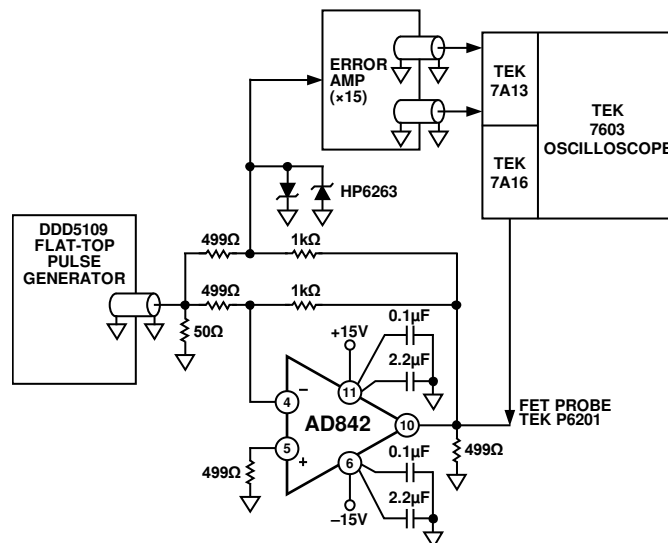 ERROR
AMP
(×15)
TEK
7A13
TEK
7603
OSCILLOSCOPE
TEK
7A16
HP6263
DDD5109
FLAT-TOP
PULSE
GENERATOR
499Ω
1kΩ
499Ω
1kΩ
50Ω
+15V
0.1µF
2.2µF
11
4
–
AD842
10
5
+
6
499Ω
–15V
0.1µF
2.2µF
499Ω
FET PROBE
TEK P6201